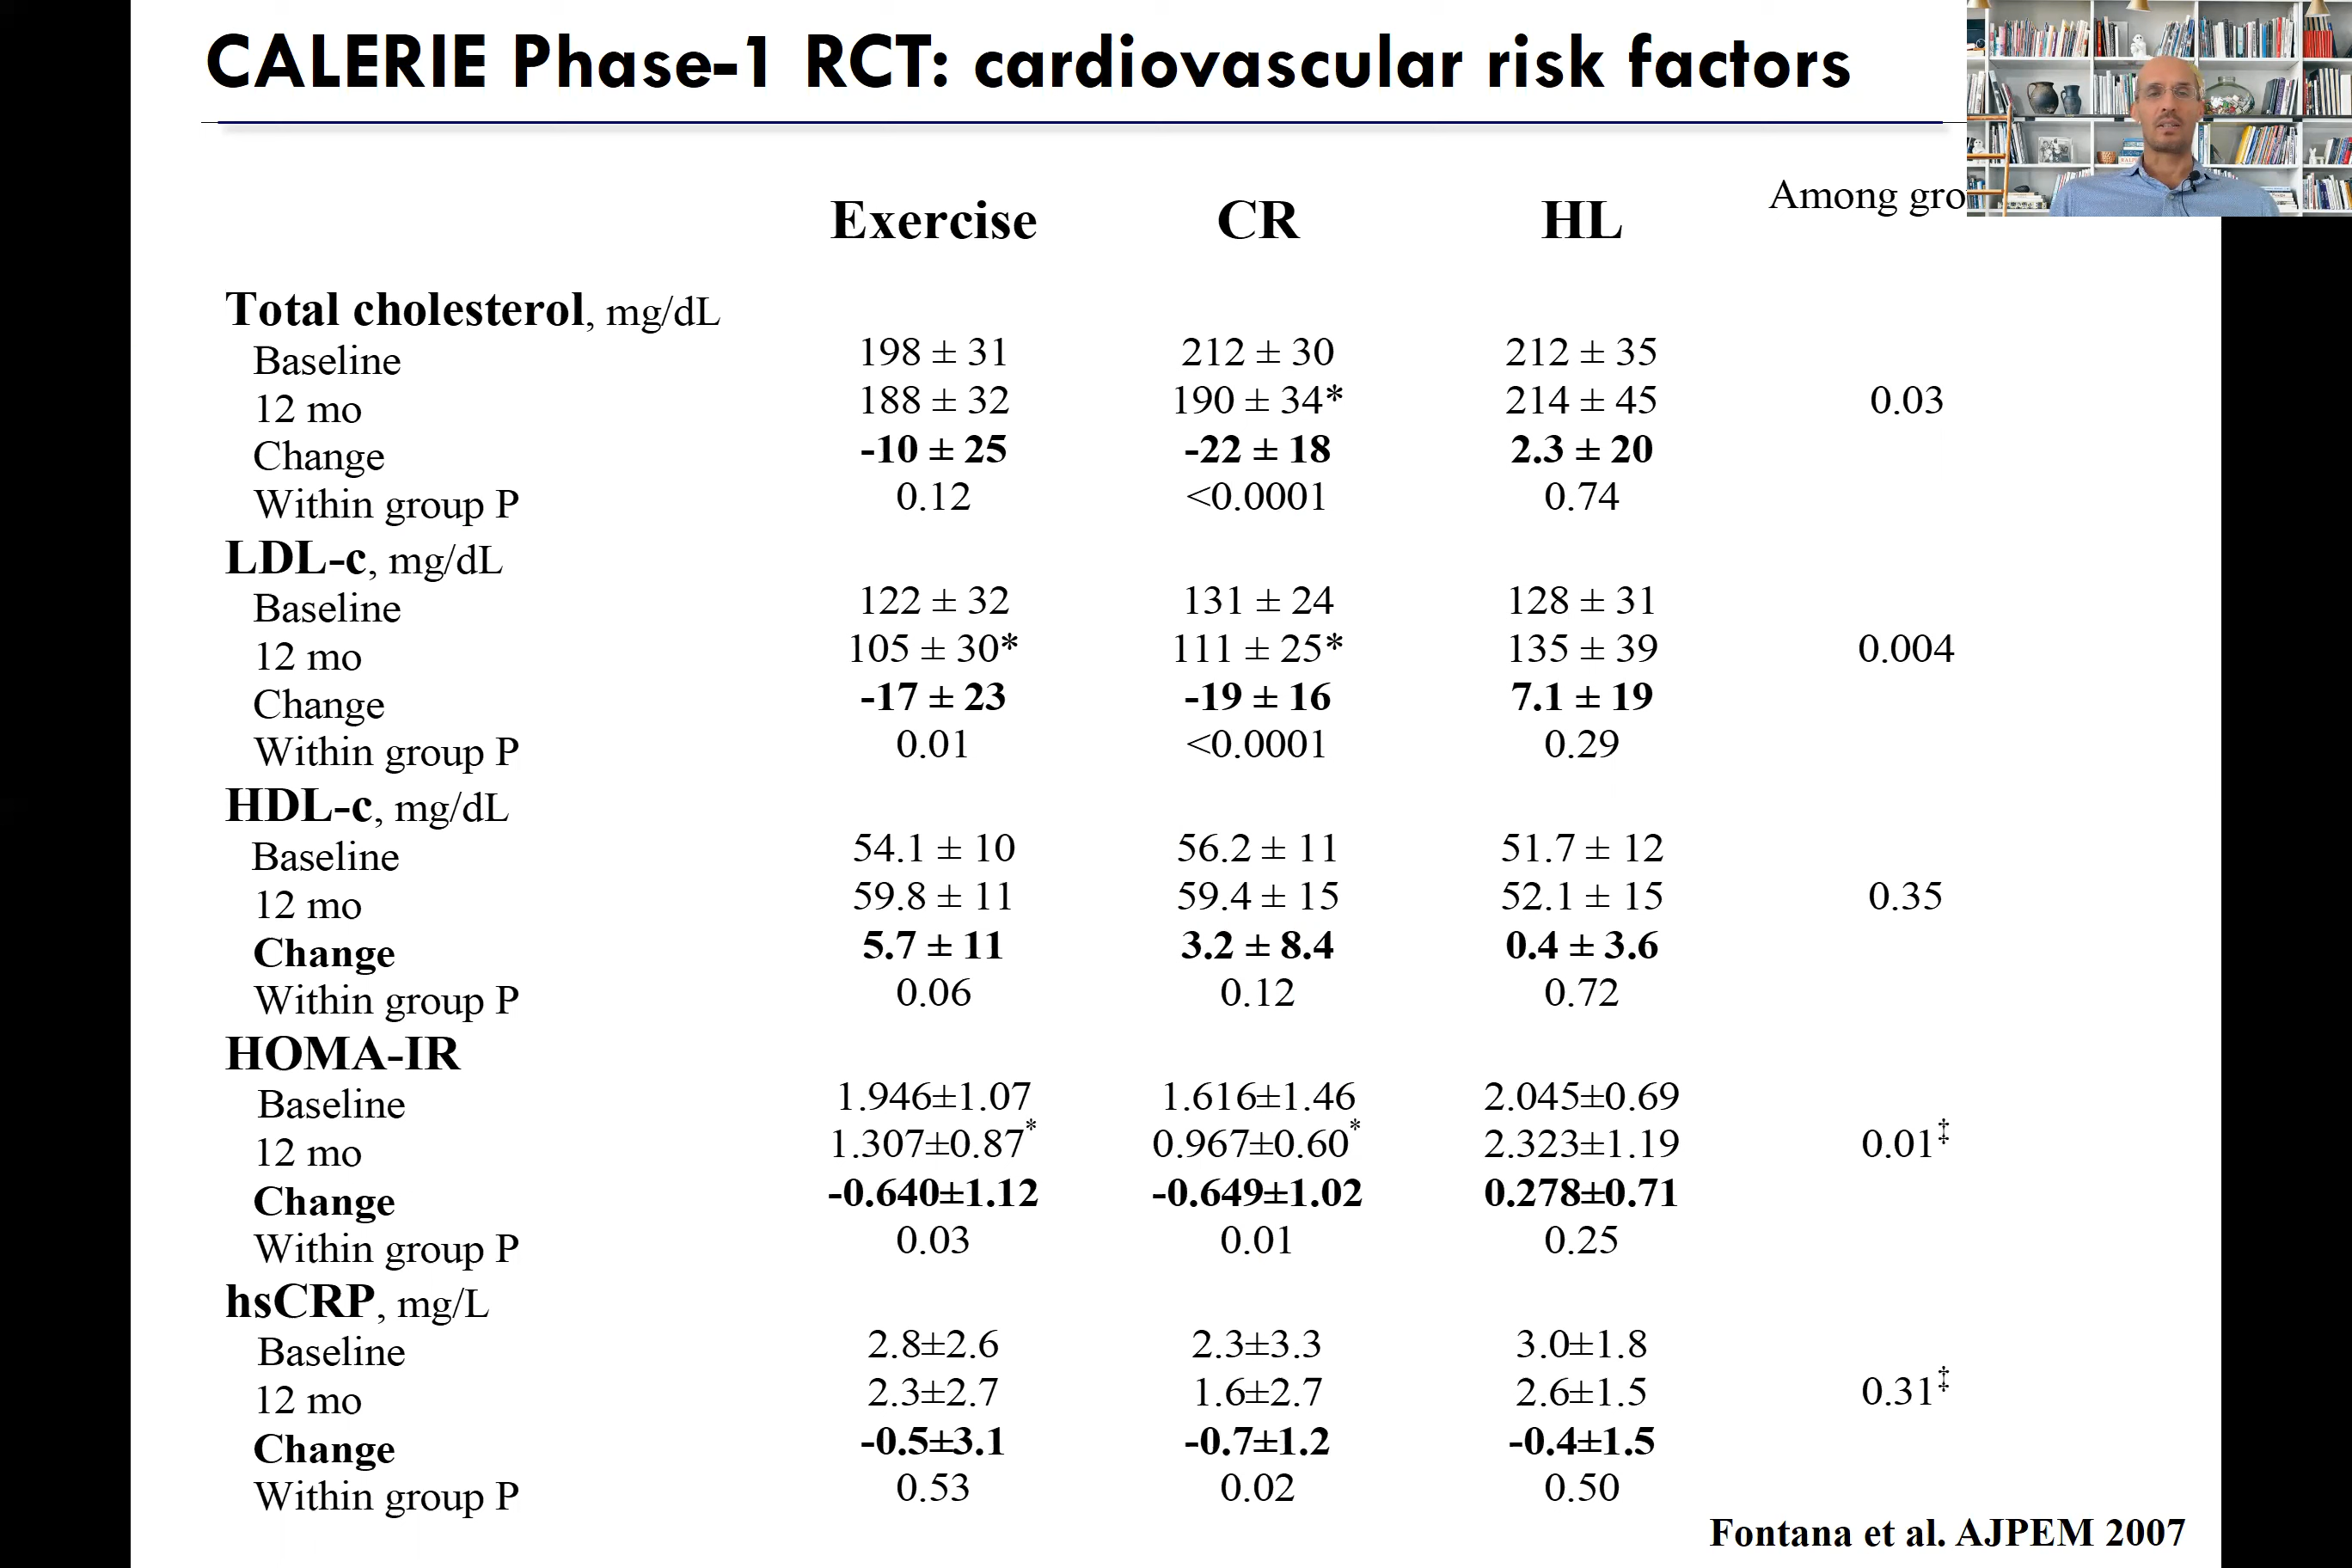 CALERIE Phase-1 RCT: cardiovascular risk factors
Exercise CR HL Among gro
Total cholesterol, mg/dL
Baseline 198 ± 31 212 ± 30 212 ± 35
12 mo 188 ± 32 190 ± 34* 214 ± 45 0.03
Change -10 ± 25 -22 ± 18 2.3 ± 20
Within group P 0.12 <0.0001 0.74
LDL-c, mg/dL
Baseline 122 ± 32 131 ± 24 128 ± 31
12 mo 105 ± 30* 111 ± 25* 135 ± 39 0.004
Change -17 ± 23 -19 ± 16 7.1 ± 19
Within group P 0.01 <0.0001 0.29
HDL-c, mg/dL
Baseline 54.1 ± 10 56.2 ± 11 51.7 ± 12
12 mo 59.8 ± 11 59.4 ± 15 52.1 ± 15 0.35
Change 5.7 ± 11 3.2 ± 8.4 0.4 ± 3.6
Within group P 0.06 0.12 0.72
HOMA-IR
Baseline 1.946±1.07 1.616±1.46 2.045±0.69
12 mo 1.307±0.87* 0.967±0.60* 2.323±1.19 0.01‡
Change -0.640±1.12 -0.649±1.02 0.278±0.71
Within group P 0.03 0.01 0.25
hsCRP, mg/L
Baseline 2.8±2.6 2.3±3.3 3.0±1.8
12 mo 2.3±2.7 1.6±2.7 2.6±1.5 0.31‡
Change -0.5±3.1 -0.7±1.2 -0.4±1.5
Within group P 0.53 0.02 0.50
Fontana et al. AJPEM 2007